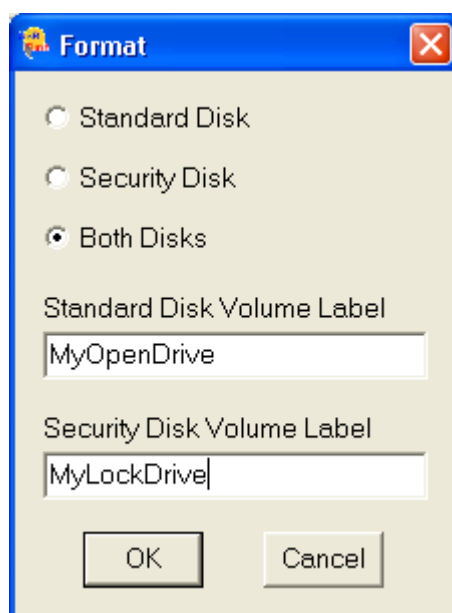 Format
Standard Disk
Security Disk
Both Disks
Standard Disk Volume Label
MyOpenDrive
Security Disk Volume Label
MyLockDrive
OK Cancel